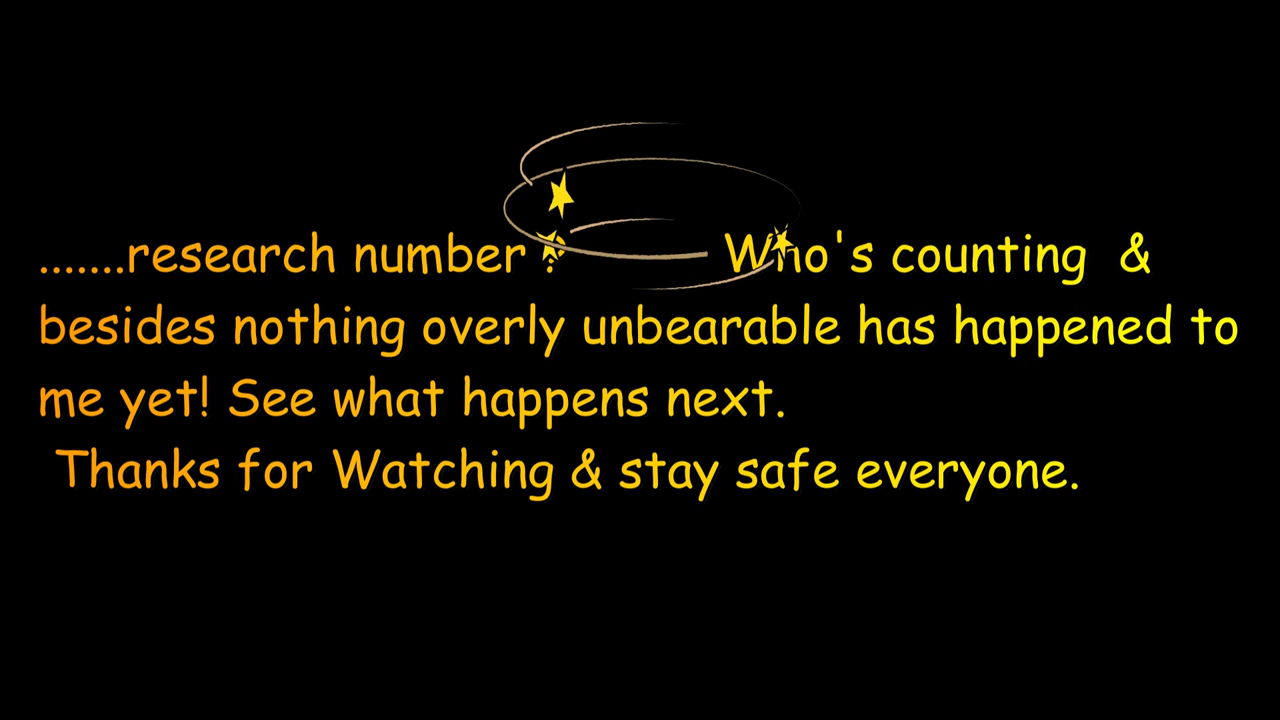 .......research number ? Who's counting &
besides nothing overly unbearable has happened to
me yet! See what happens next.
Thanks for Watching & stay safe everyone.